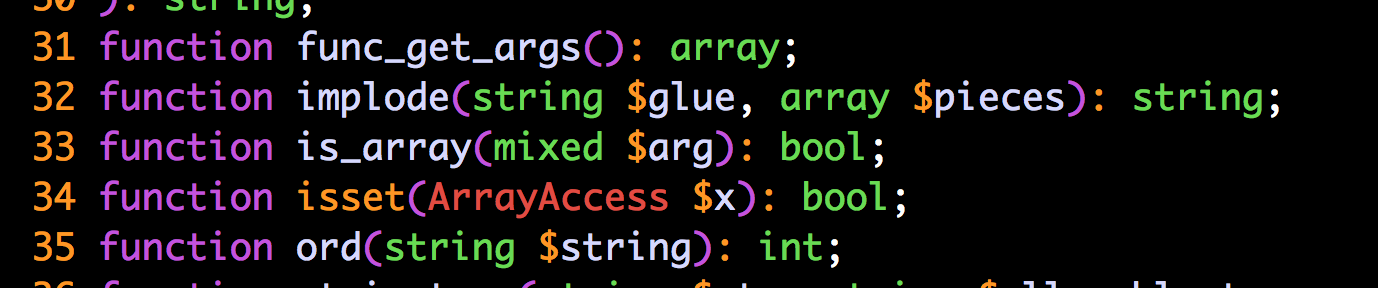 30 ): string;
31 function func_get_args(): array;
32 function implode(string $glue, array $pieces): string;
33 function is_array(mixed $arg): bool;
34 function isset(ArrayAccess $x): bool;
35 function ord(string $string): int;